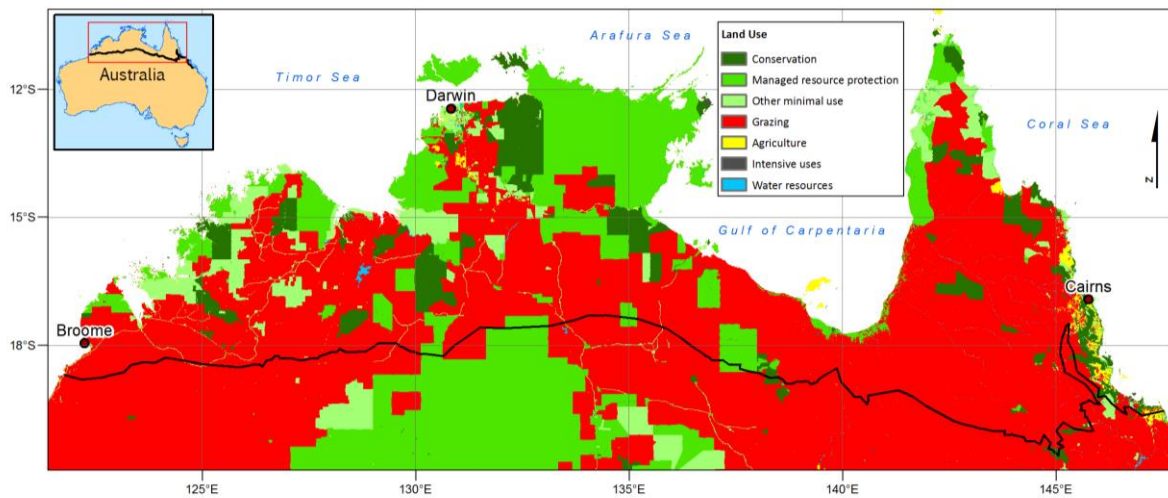 Australia
Timor Sea
Arafura Sea
Darwin
Land Use
Conservation
Managed resource protection
Other minimal use
Grazing
Agriculture
Intensive uses
Water resources
Coral Sea
N
Gulf of Carpentaria
Cairns
Broome
12°S
15°S
18°S
125°E
130°E
135°E
140°E
145°E